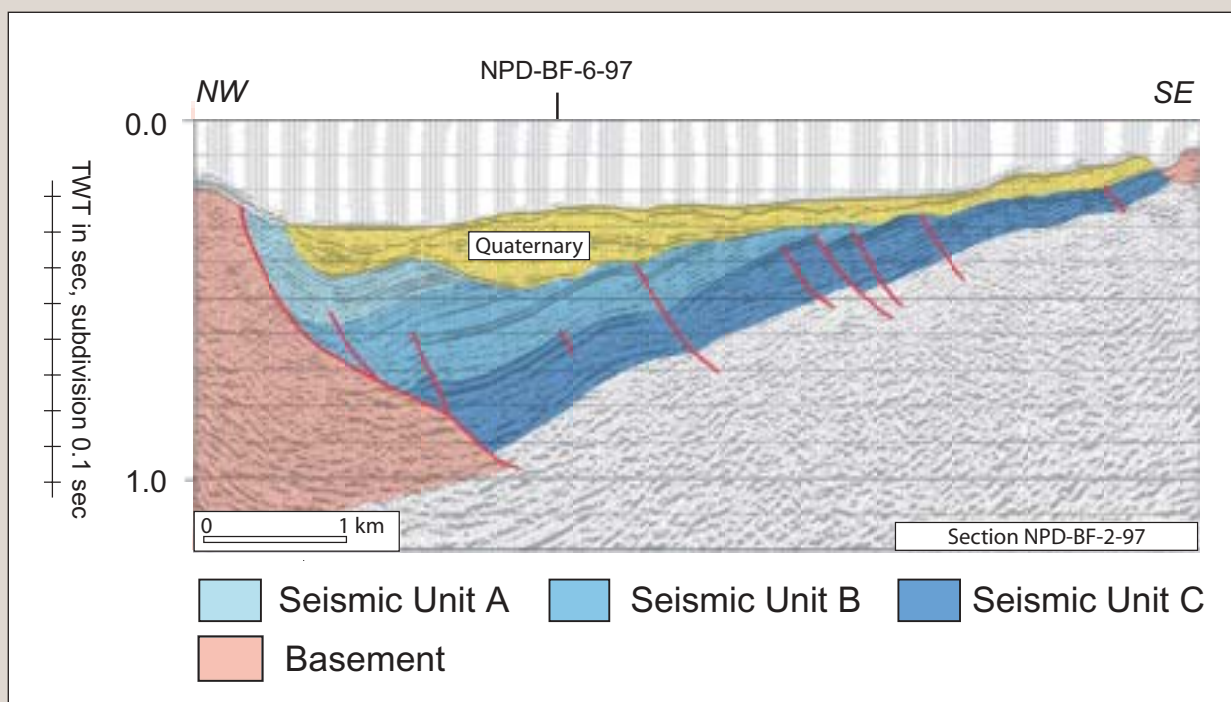 NPD-BF-6-97
NW
SE
0.0
TWT in sec, subdivision 0.1 sec
Quaternary
1.0
0
1 km
Section NPD-BF-2-97
Seismic Unit A
Seismic Unit B
Seismic Unit C
Basement